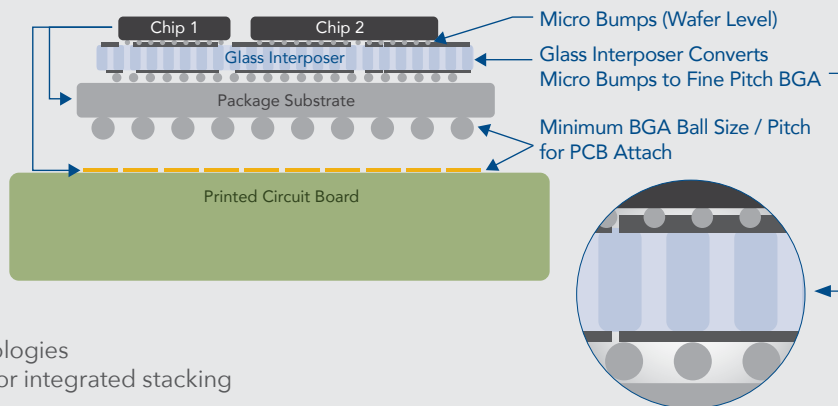 Chip 1
Chip 2
Micro Bumps (Wafer Level)
Glass Interposer
Glass Interposer Converts
Micro Bumps to Fine Pitch BGA
Package Substrate
Minimum BGA Ball Size / Pitch
for PCB Attach
Printed Circuit Board
ologies
or integrated stacking